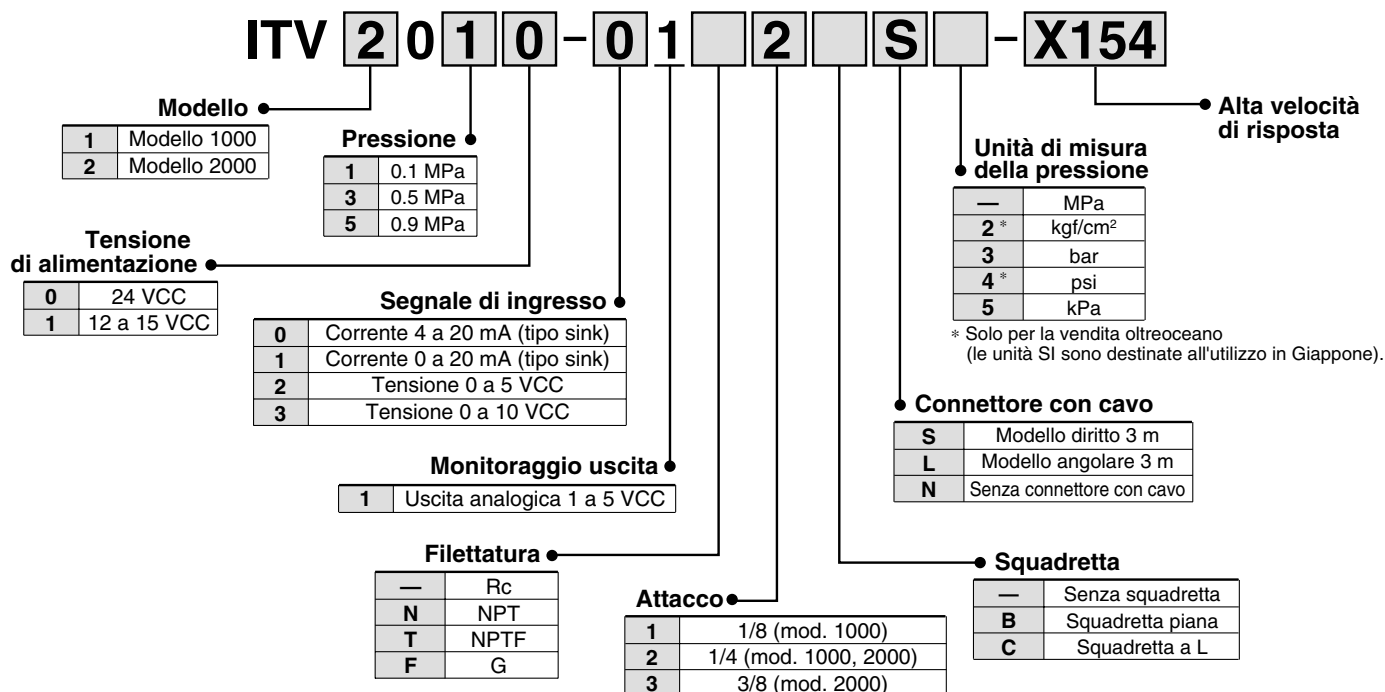 ITV 2 0 1 0 - 0 1 2 S - X154
Modello
1 Modello 1000
2 Modello 2000
Pressione
1 0.1 MPa
3 0.5 MPa
5 0.9 MPa
Tensione
di alimentazione
0 24 VCC
1 12 a 15 VCC
Segnale di ingresso
0 Corrente 4 a 20 mA (tipo sink)
1 Corrente 0 a 20 mA (tipo sink)
2 Tensione 0 a 5 VCC
3 Tensione 0 a 10 VCC
Monitoraggio uscita
1 Uscita analogica 1 a 5 VCC
Filettatura
— Rc
N NPT
T NPTF
F G
Attacco
1 1/8 (mod. 1000)
2 1/4 (mod. 1000, 2000)
3 3/8 (mod. 2000)
Squadretta
— Senza squadretta
B Squadretta piana
C Squadretta a L
Connettore con cavo
S Modello diritto 3 m
L Modello angolare 3 m
N Senza connettore con cavo
Unità di misura
della pressione
— MPa
2* kgf/cm²
3 bar
4* psi
5 kPa
* Solo per la vendita oltreoceano
(le unità SI sono destinate all'utilizzo in Giappone).
Alta velocità
di risposta